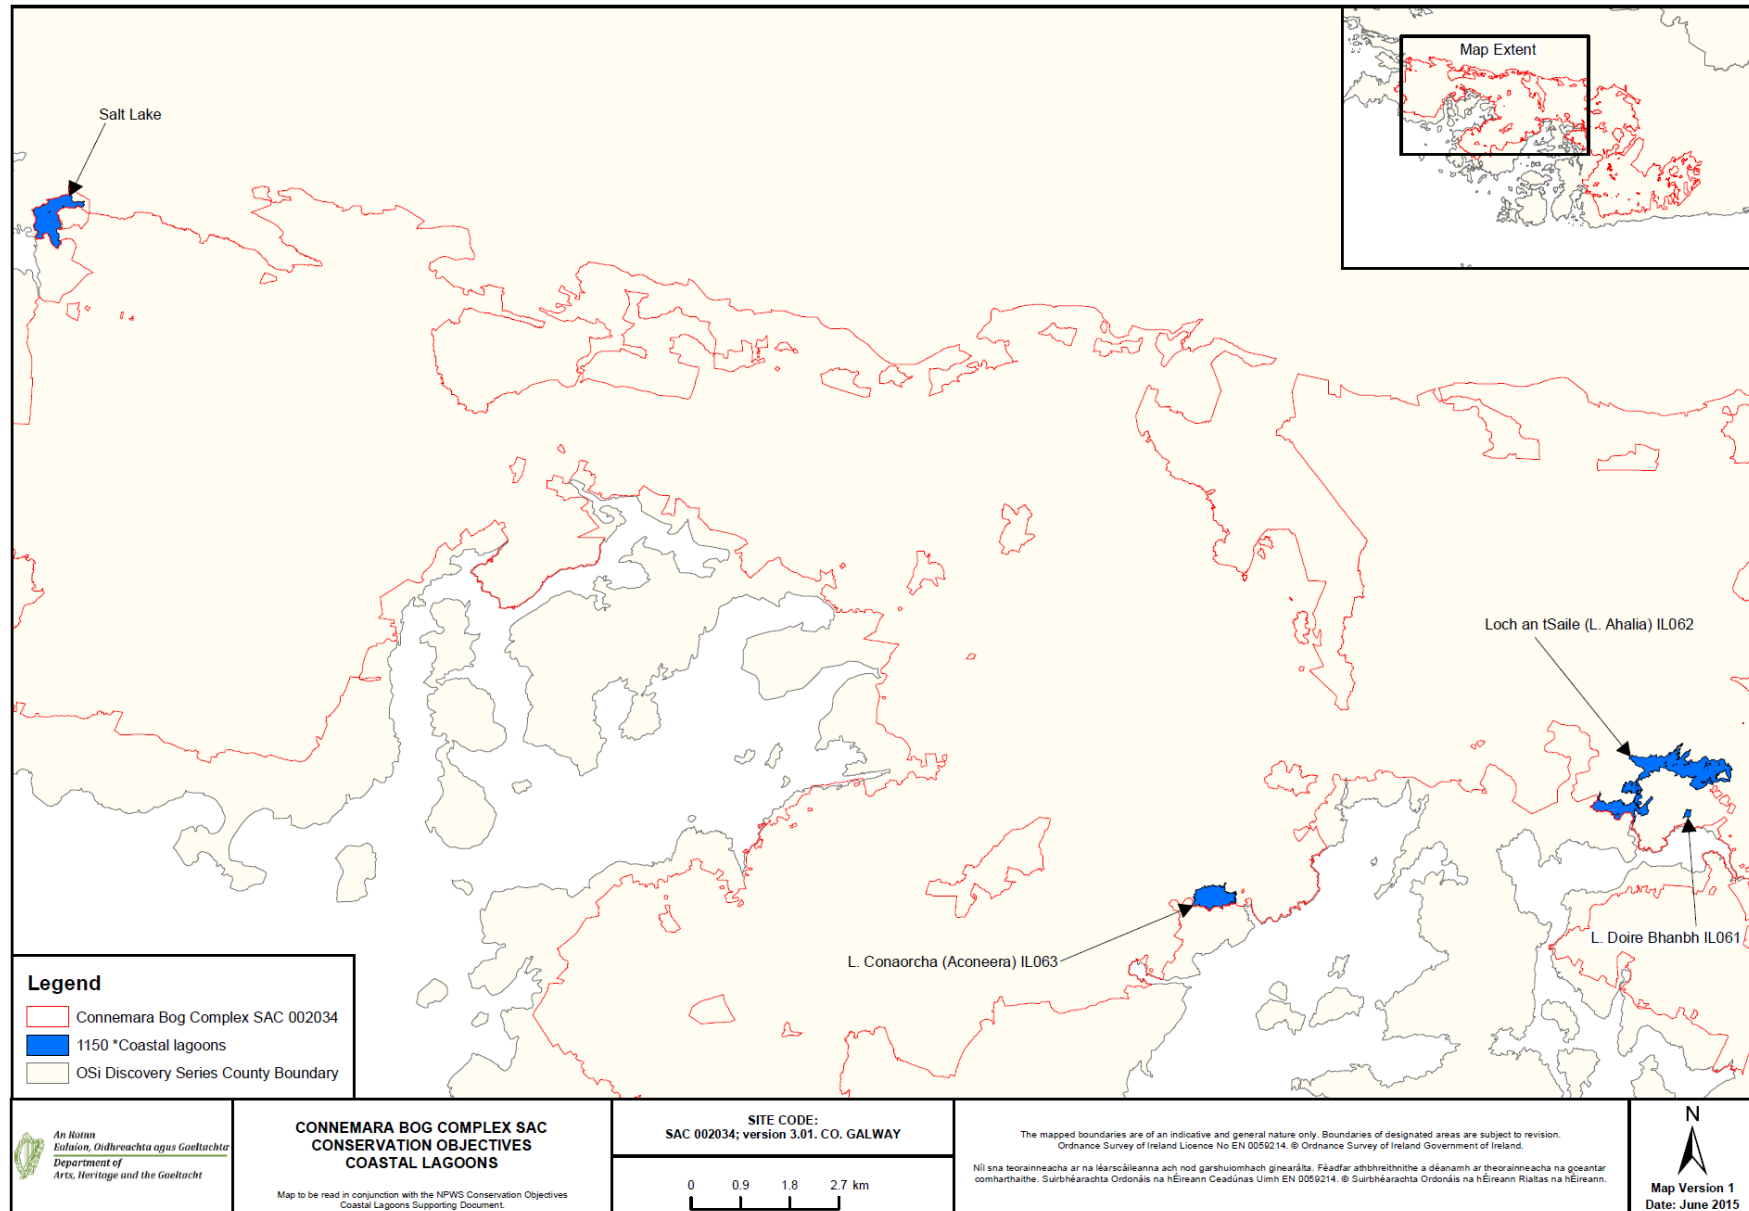 Map Extent
Salt Lake
Loch an tSaile (L. Ahalia) IL062
L. Doire Bhanbh IL061
L. Conaorcha (Aconeera) IL063
Legend
Connemara Bog Complex SAC 002034
1150 *Coastal lagoons
OSi Discovery Series County Boundary
An Roinn
Ealaíon, Oidhreachta agus Gaeltachta
Department of
Arts, Heritage and the Gaeltacht
CONNEMARA BOG COMPLEX SAC
CONSERVATION OBJECTIVES
COASTAL LAGOONS
Map to be read in conjunction with the NPWS Conservation Objectives
Coastal Lagoons Supporting Document.
SITE CODE:
SAC 002034; version 3.01. CO. GALWAY
0 0.9 1.8 2.7 km
The mapped boundaries are of an indicative and general nature only. Boundaries of designated areas are subject to revision.
Ordnance Survey of Ireland Licence No EN 0059214. © Ordnance Survey of Ireland Government of Ireland.
Níl sna teorainneacha ar na léarscáileanna ach nod garshuiomhach ginearálta. Féadfar athbhreithnithe a déanamh ar theorainneacha na gceantar
comharthaithe. Suirbhéarachta Ordonáis na hÉireann Ceadúnas Uimh EN 0059214. © Suirbhéarachta Ordonáis na hÉireann Rialtas na hÉireann.
N
Map Version 1
Date: June 2015